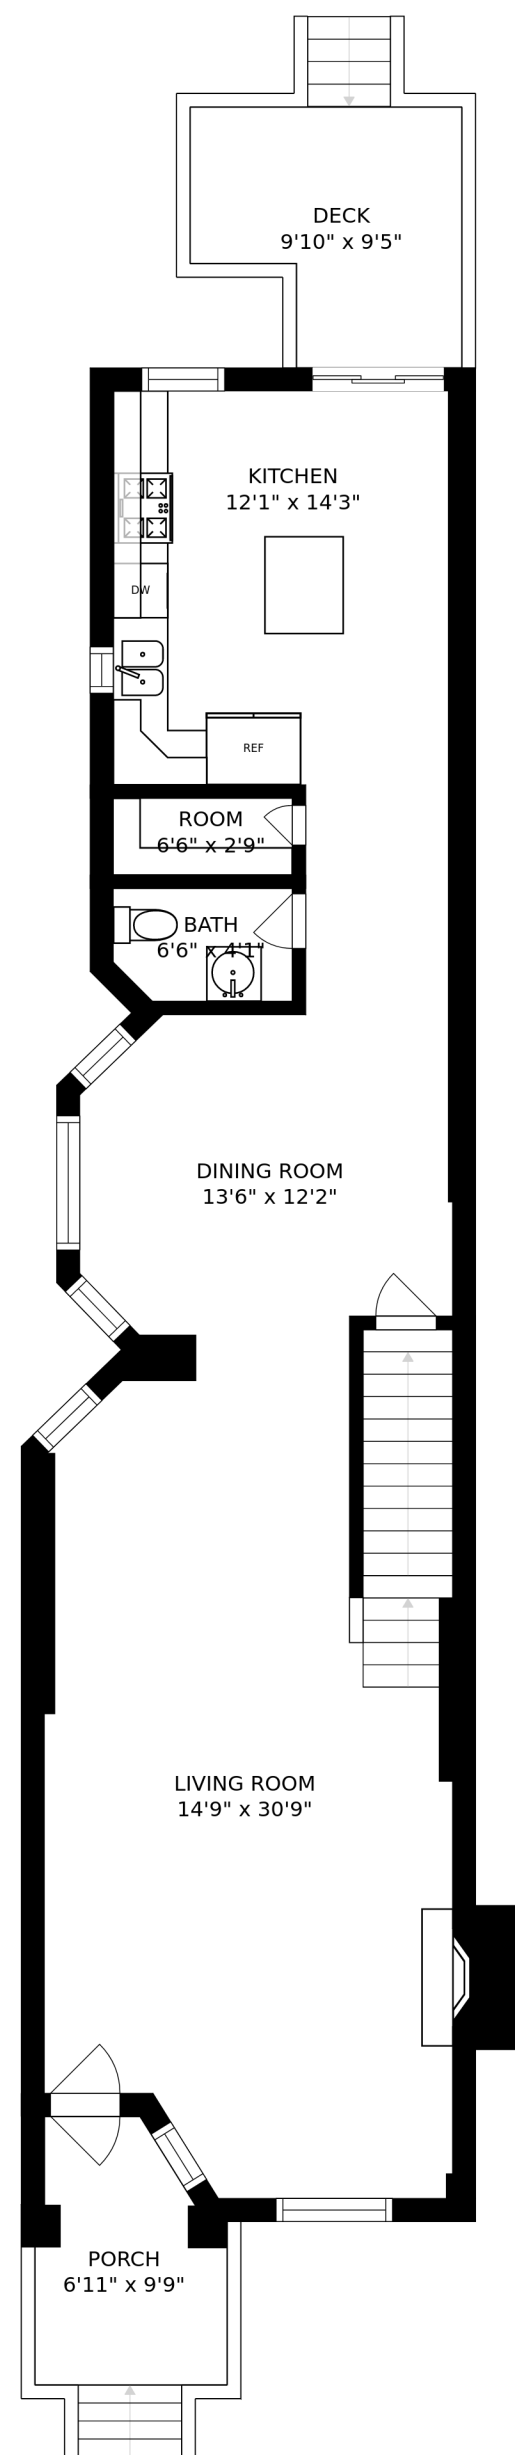 DECK
9'10" x 9'5"
KITCHEN
12'1" x 14'3"
DW
REF
ROOM
6'6" x 2'9"
BATH
6'6" x 4'1"
DINING ROOM
13'6" x 12'2"
LIVING ROOM
14'9" x 30'9"
PORCH
6'11" x 9'9"